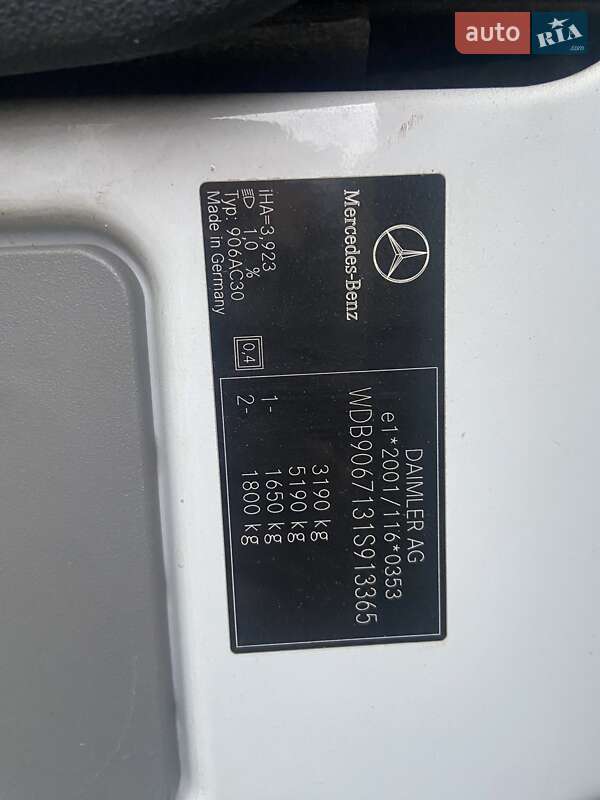 auto RIA
.com
Mercedes-Benz
iHA=3,923
1,0 %
Typ: 906AC30
Made in Germany
0,4
DAIMLER AG
e1*2001/116*0353
WDB9067131S913365
3190 kg
5190 kg
1- 1650 kg
2- 1800 kg